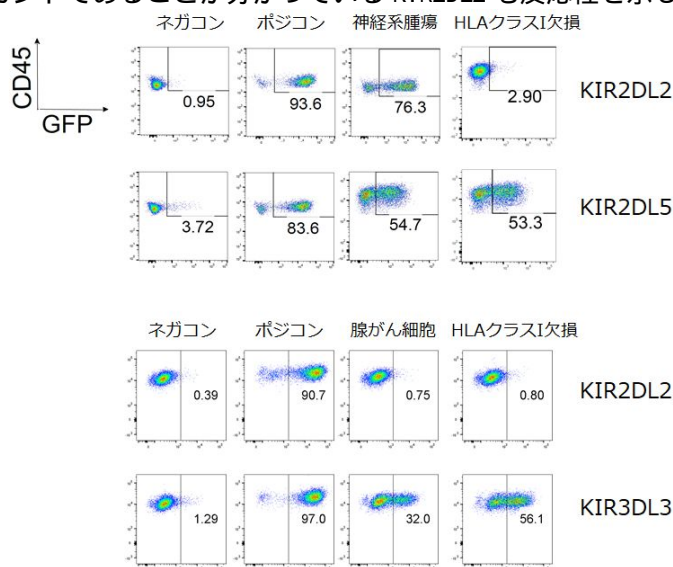 ネガコン ポジコン 神経系腫瘍 HLAクラスI欠損
CD45
GFP
0.95 93.6 76.3 2.90 KIR2DL2
3.72 83.6 54.7 53.3 KIR2DL5
ネガコン ポジコン 腺がん細胞 HLAクラスI欠損
0.39 90.7 0.75 0.80 KIR2DL2
1.29 97.0 32.0 56.1 KIR3DL3